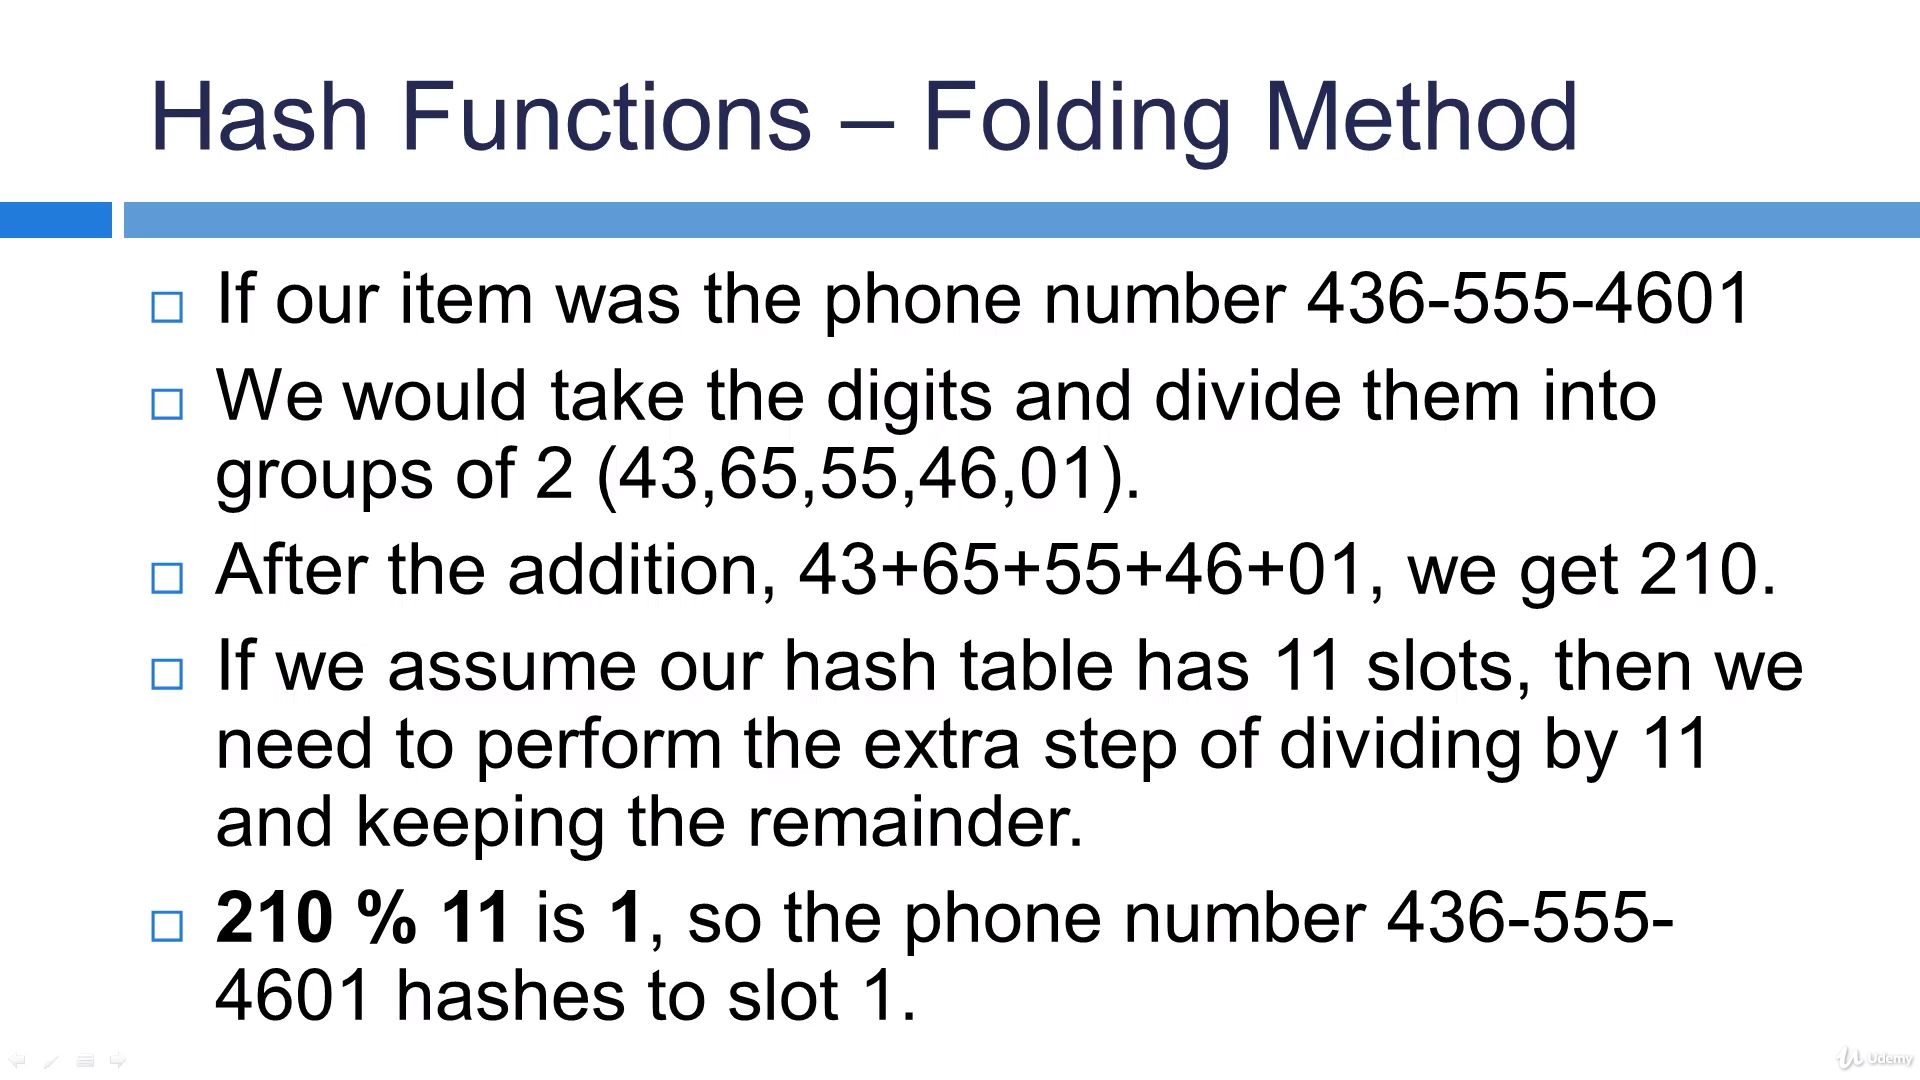 Hash Functions – Folding Method
If our item was the phone number 436-555-4601
We would take the digits and divide them into
groups of 2 (43,65,55,46,01).
After the addition, 43+65+55+46+01, we get 210.
If we assume our hash table has 11 slots, then we
need to perform the extra step of dividing by 11
and keeping the remainder.
210 % 11 is 1, so the phone number 436-555-
4601 hashes to slot 1.
Udemy